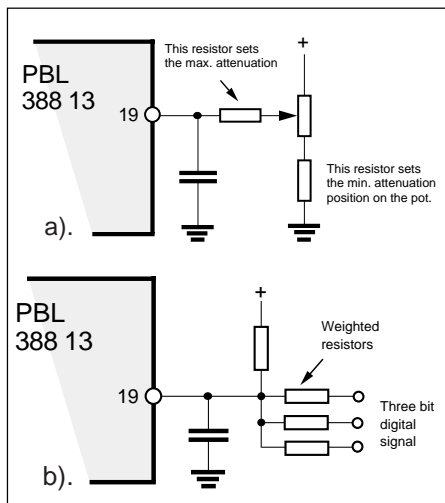 This resistor sets
the max. attenuation
+
PBL
388 13
19
This resistor sets
the min. attenuation
position on the pot.
a).
+
PBL
388 13
Weighted
resistors
19
Three bit
digital
signal
b).